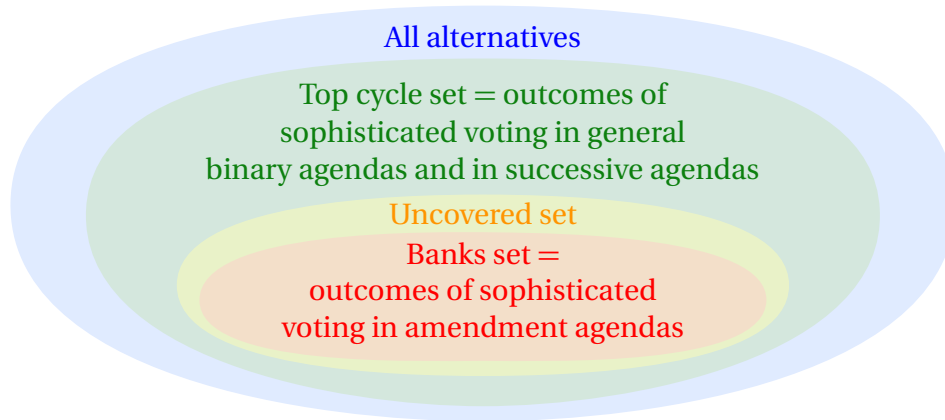 All alternatives
Top cycle set = outcomes of
sophisticated voting in general
binary agendas and in successive agendas
Uncovered set
Banks set =
outcomes of sophisticated
voting in amendment agendas